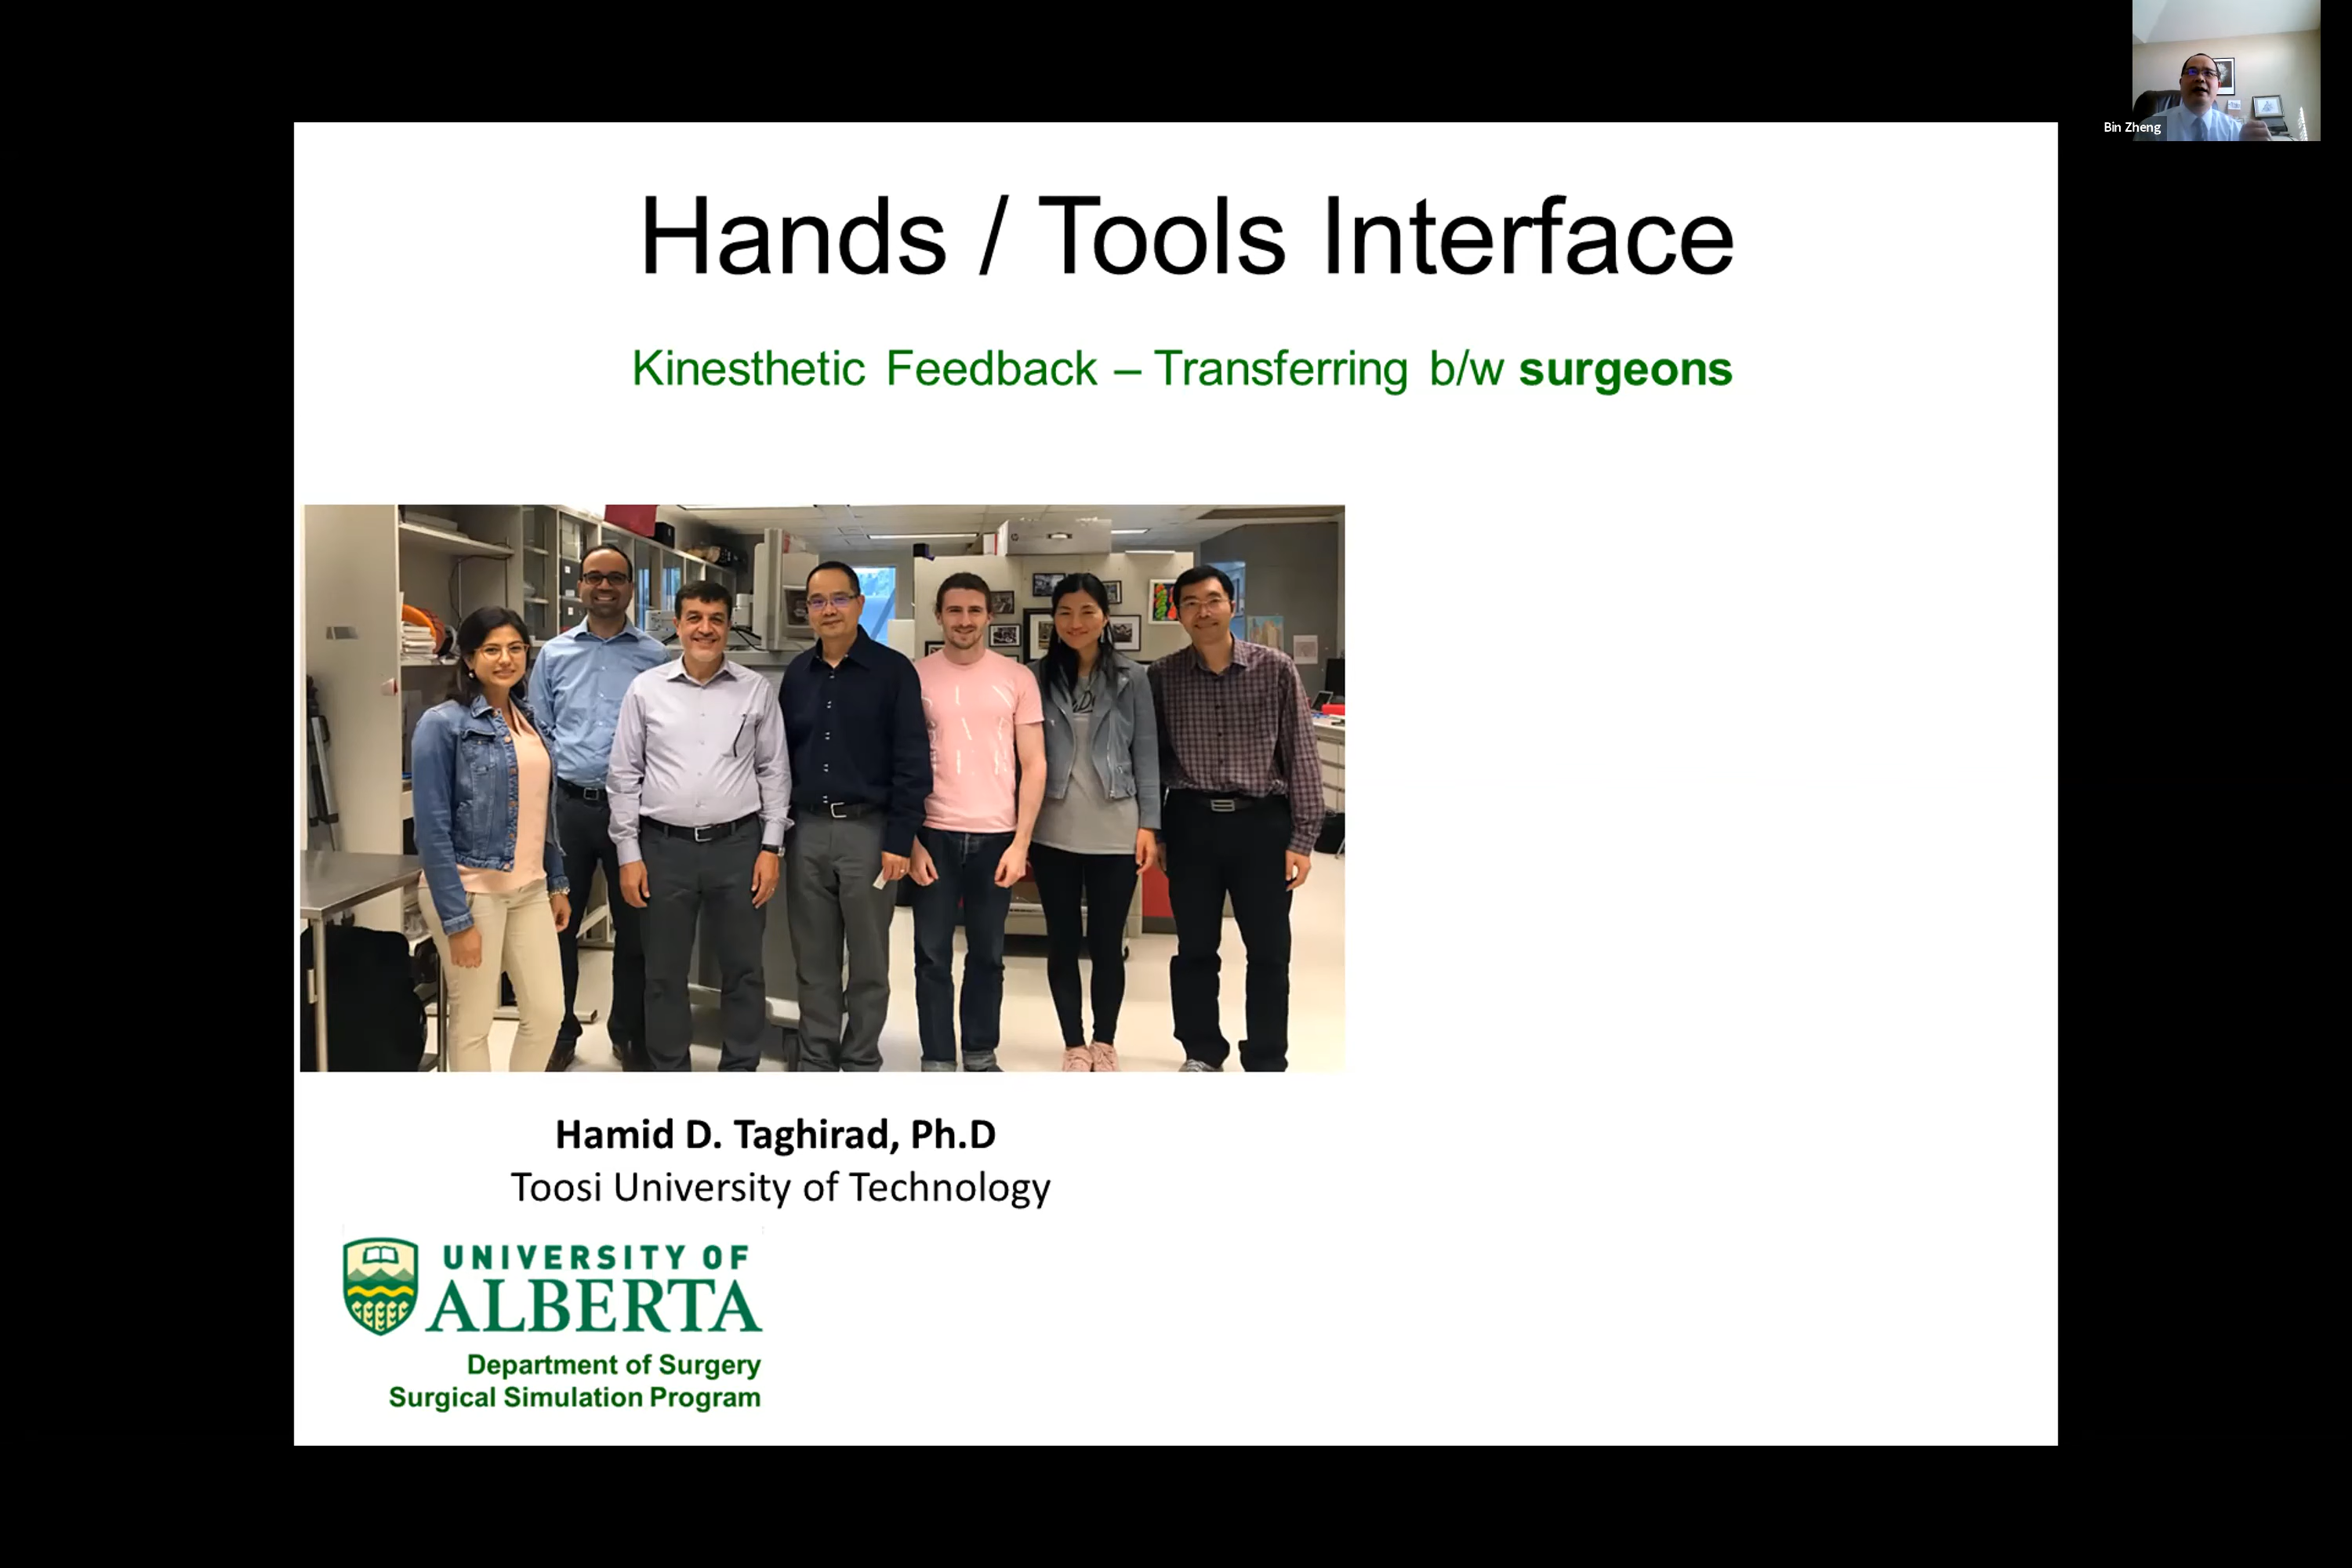 Bin Zheng
Hands / Tools Interface
Kinesthetic Feedback – Transferring b/w surgeons
Hamid D. Taghirad, Ph.D
Toosi University of Technology
UNIVERSITY OF
ALBERTA
Department of Surgery
Surgical Simulation Program